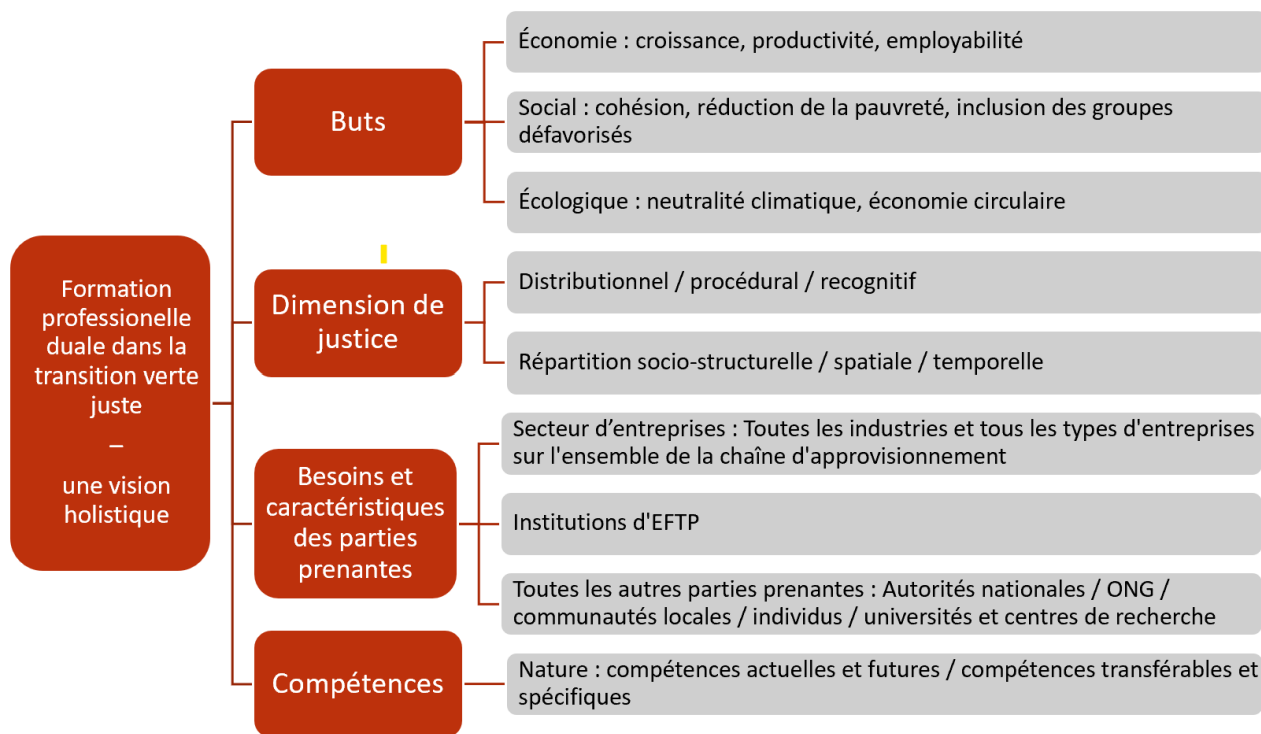 Formation
professionelle
duale dans la
transition verte
juste
–
une vision
holistique
Buts
Économie : croissance, productivité, employabilité
Social : cohésion, réduction de la pauvreté, inclusion des groupes
défavorisés
Écologique : neutralité climatique, économie circulaire
Dimension de
justice
Distributionnel / procédural / recognitif
Répartition socio-structurelle / spatiale / temporelle
Besoins et
caractéristiques
des parties
prenantes
Secteur d’entreprises : Toutes les industries et tous les types d'entreprises
sur l'ensemble de la chaîne d'approvisionnement
Institutions d'EFTP
Toutes les autres parties prenantes : Autorités nationales / ONG /
communautés locales / individus / universités et centres de recherche
Compétences
Nature : compétences actuelles et futures / compétences transférables et
spécifiques